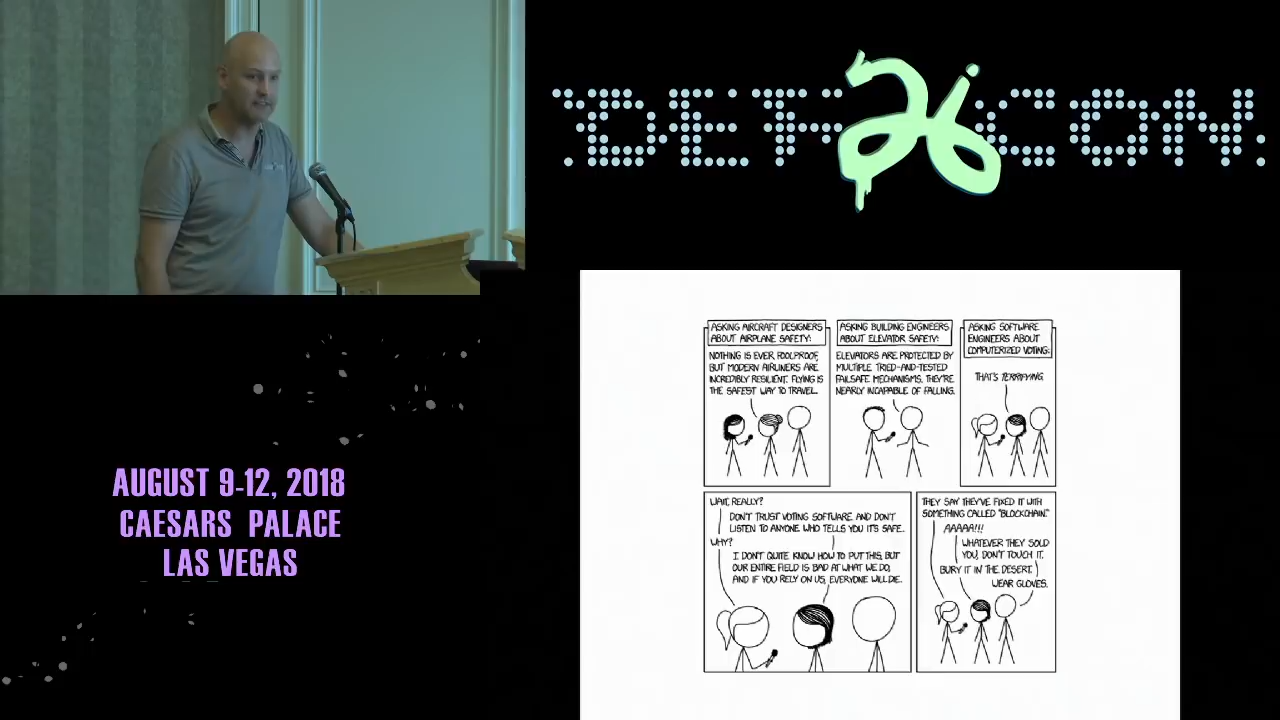 DEF 26 CON
ASKING AIRCRAFT DESIGNERS
ABOUT AIRPLANE SAFETY:
NOTHING IS EVER FOOLPROOF,
BUT MODERN AIRLINERS ARE
INCREDIBLY RESILIENT. FLYING IS
THE SAFEST WAY TO TRAVEL.
ASKING BUILDING ENGINEERS
ABOUT ELEVATOR SAFETY:
ELEVATORS ARE PROTECTED BY
MULTIPLE TRIED-AND-TESTED
FAILSAFE MECHANISMS. THEY'RE
NEARLY INCAPABLE OF FALLING.
ASKING SOFTWARE
ENGINEERS ABOUT
COMPUTERIZED VOTING:
THAT'S TERRIFYING.
WAIT, REALLY?
DON'T TRUST VOTING SOFTWARE AND DON'T
LISTEN TO ANYONE WHO TELLS YOU IT'S SAFE.
WHY?
I DON'T QUITE KNOW HOW TO PUT THIS, BUT
OUR ENTIRE FIELD IS BAD AT WHAT WE DO,
AND IF YOU RELY ON US, EVERYONE WILL DIE.
THEY SAY THEY'VE FIXED IT WITH
SOMETHING CALLED "BLOCKCHAIN."
AAAAA!!!
WHATEVER THEY SOLD
YOU, DON'T TOUCH IT.
BURY IT IN THE DESERT.
WEAR GLOVES.
AUGUST 9-12, 2018
CAESARS PALACE
LAS VEGAS